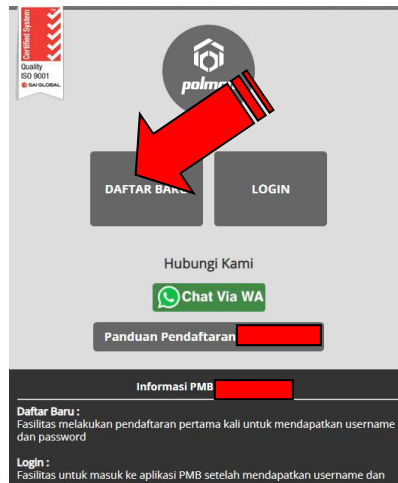 Certified System
Quality
ISO 9001
SAI GLOBAL
DAFTAR
LOGIN
Hubungi Kami
Chat Via WA
Panduan Pendaftaran
Informasi PMB
Daftar Baru :
Fasilitas melakukan pendaftaran pertama kali untuk mendapatkan username
dan password
Login :
Fasilitas untuk masuk ke aplikasi PMB setelah mendapatkan username dan